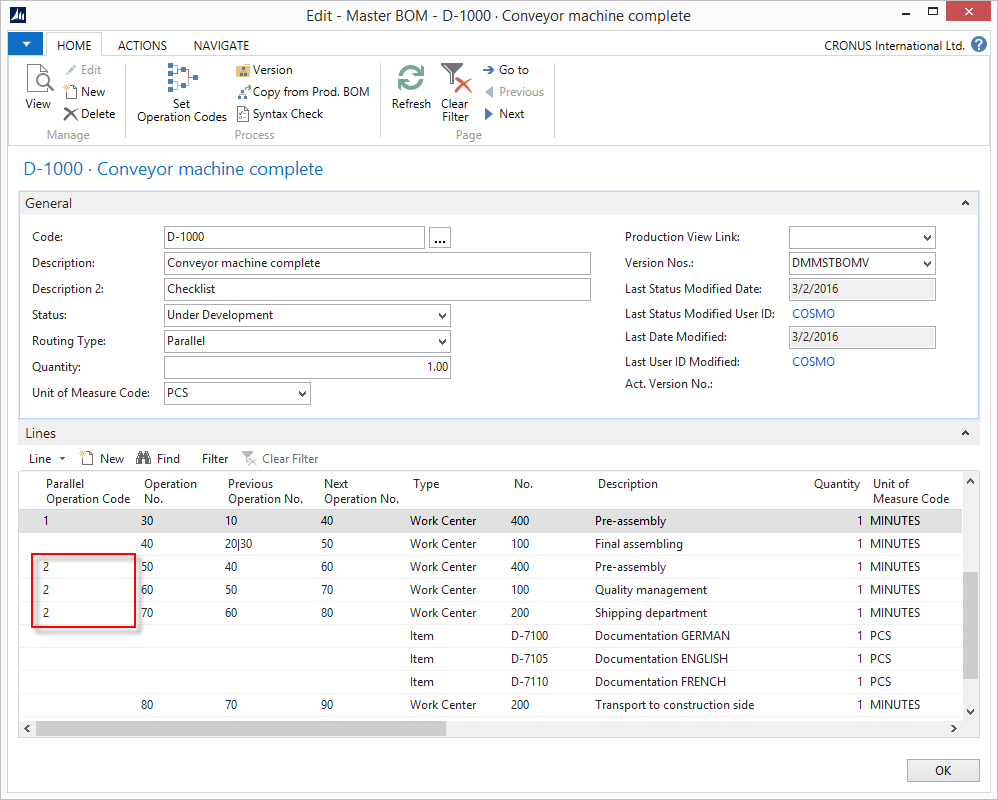 Edit - Master BOM - D-1000 · Conveyor machine complete
HOME ACTIONS NAVIGATE CRONUS International Ltd. ?
View
Edit
New
Delete
Manage
Set
Operation Codes
Version
Copy from Prod. BOM
Syntax Check
Process
Refresh
Clear
Filter
Go to
Previous
Next
Page
D-1000 · Conveyor machine complete
General
Code: D-1000 ...
Description: Conveyor machine complete
Description 2: Checklist
Status: Under Development
Routing Type: Parallel
Quantity: 1.00
Unit of Measure Code: PCS
Production View Link:
Version Nos.: DMMSTBOMV
Last Status Modified Date: 3/2/2016
Last Status Modified User ID: COSMO
Last Date Modified: 3/2/2016
Last User ID Modified: COSMO
Act. Version No.:
Lines
Line New Find Filter Clear Filter
Parallel Operation Code Operation No. Previous Operation No. Next Operation No. Type No. Description Quantity Unit of Measure Code
1 30 10 40 Work Center 400 Pre-assembly 1 MINUTES
40 20|30 50 Work Center 100 Final assembling 1 MINUTES
2 50 40 60 Work Center 400 Pre-assembly 1 MINUTES
2 60 50 70 Work Center 100 Quality management 1 MINUTES
2 70 60 80 Work Center 200 Shipping department 1 MINUTES
Item D-7100 Documentation GERMAN 1 PCS
Item D-7105 Documentation ENGLISH 1 PCS
Item D-7110 Documentation FRENCH 1 PCS
80 70 90 Work Center 200 Transport to construction side 1 MINUTES
OK